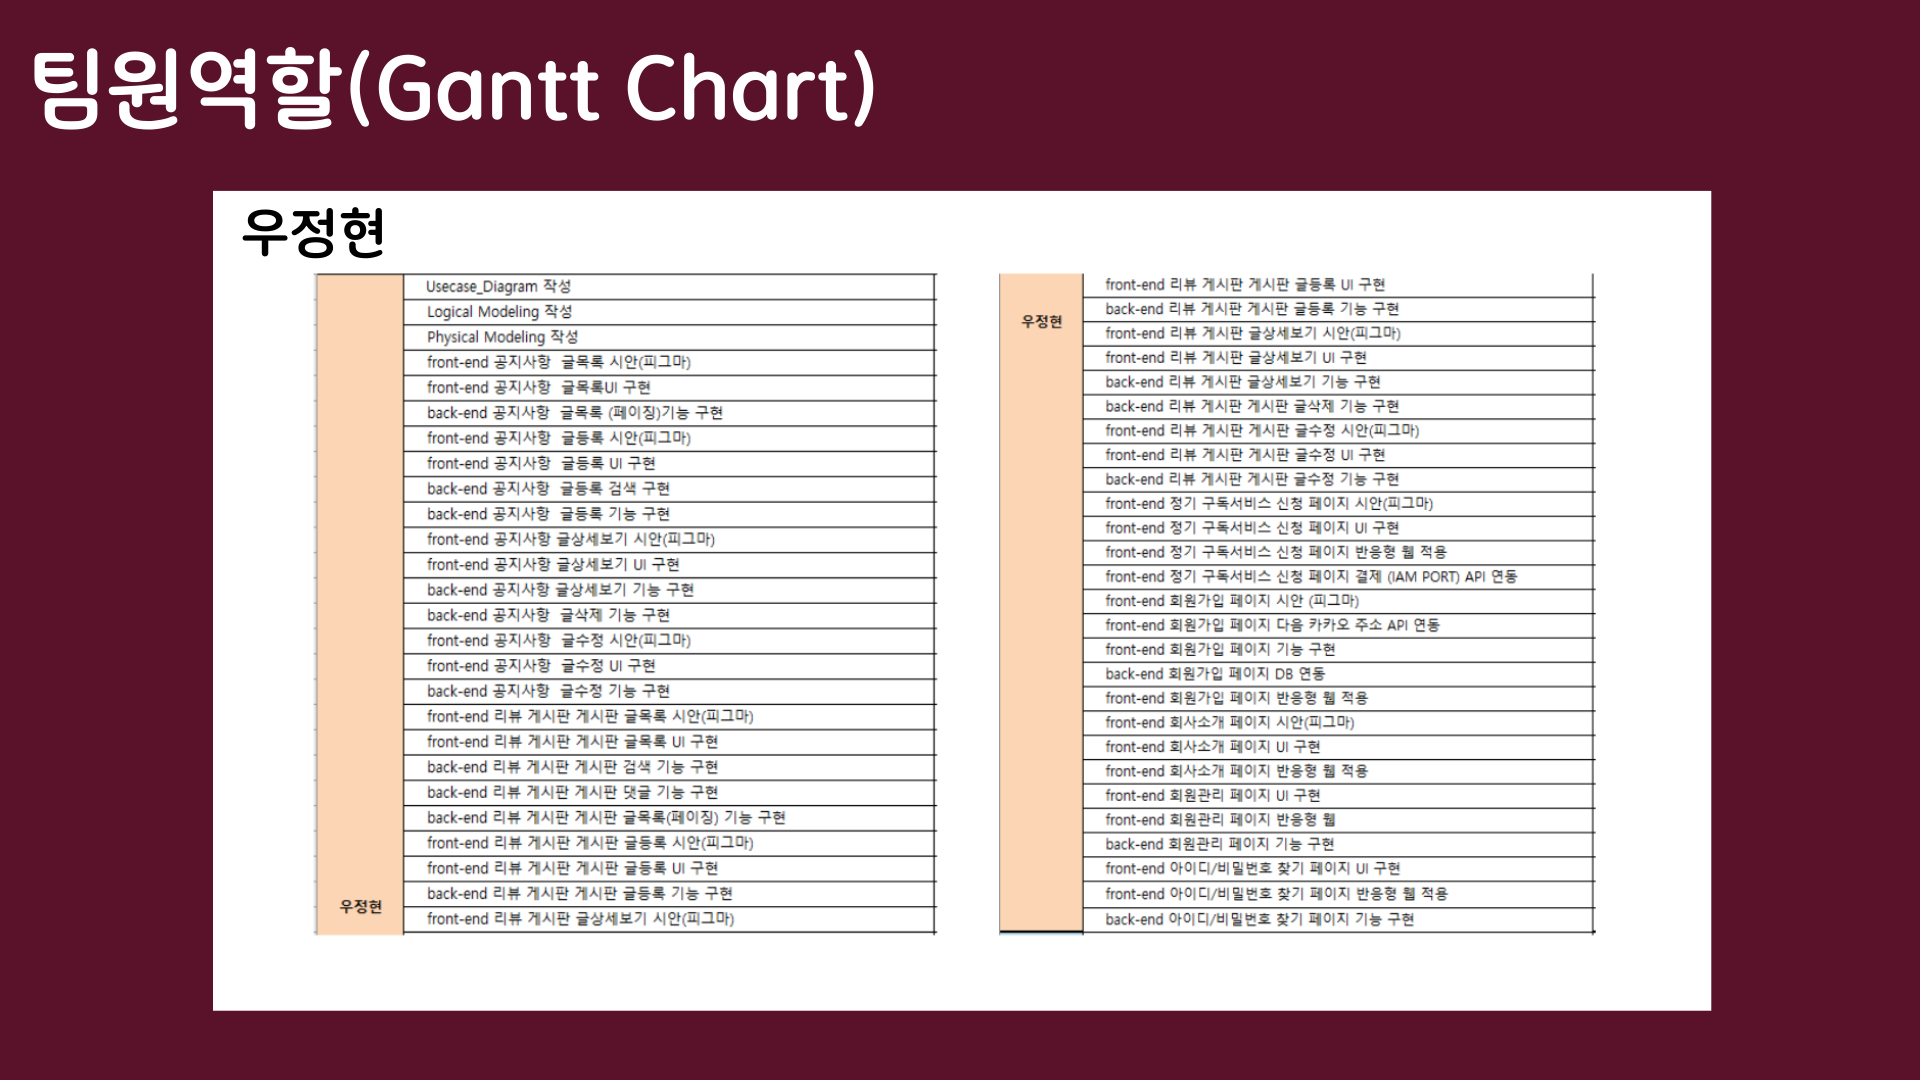 팀원역할(Gantt Chart)
우정현
Usecase_Diagram 작성
Logical Modeling 작성
Physical Modeling 작성
front-end 공지사항  글목록 시안(피그마)
front-end 공지사항  글목록UI 구현
back-end 공지사항  글목록 (페이징)기능 구현
front-end 공지사항  글등록 시안(피그마)
front-end 공지사항  글등록 UI 구현
back-end 공지사항  글등록 검색 구현
back-end 공지사항  글등록 기능 구현
front-end 공지사항 글상세보기 시안(피그마)
front-end 공지사항 글상세보기 UI 구현
back-end 공지사항 글상세보기 기능 구현
back-end 공지사항  글삭제 기능 구현
front-end 공지사항  글수정 시안(피그마)
front-end 공지사항  글수정 UI 구현
back-end 공지사항  글수정 기능 구현
front-end 리뷰 게시판 게시판 글목록 시안(피그마)
front-end 리뷰 게시판 게시판 글목록 UI 구현
back-end 리뷰 게시판 게시판 검색 기능 구현
back-end 리뷰 게시판 게시판 댓글 기능 구현
back-end 리뷰 게시판 게시판 글목록(페이징) 기능 구현
front-end 리뷰 게시판 게시판 글등록 시안(피그마)
front-end 리뷰 게시판 게시판 글등록 UI 구현
back-end 리뷰 게시판 게시판 글등록 기능 구현
우정현
front-end 리뷰 게시판 글상세보기 시안(피그마)
front-end 리뷰 게시판 게시판 글등록 UI 구현
back-end 리뷰 게시판 게시판 글등록 기능 구현
우정현
front-end 리뷰 게시판 글상세보기 시안(피그마)
front-end 리뷰 게시판 글상세보기 UI 구현
back-end 리뷰 게시판 글상세보기 기능 구현
back-end 리뷰 게시판 게시판 글삭제 기능 구현
front-end 리뷰 게시판 게시판 글수정 시안(피그마)
front-end 리뷰 게시판 게시판 글수정 UI 구현
back-end 리뷰 게시판 게시판 글수정 기능 구현
front-end 정기 구독서비스 신청 페이지 시안(피그마)
front-end 정기 구독서비스 신청 페이지 UI 구현
front-end 정기 구독서비스 신청 페이지 반응형 웹 적용
front-end 정기 구독서비스 신청 페이지 결제 (IAM PORT) API 연동
front-end 회원가입 페이지 시안 (피그마)
front-end 회원가입 페이지 다음 카카오 주소 API 연동
front-end 회원가입 페이지 기능 구현
back-end 회원가입 페이지 DB 연동
front-end 회원가입 페이지 반응형 웹 적용
front-end 회사소개 페이지 시안(피그마)
front-end 회사소개 페이지 UI 구현
front-end 회사소개 페이지 반응형 웹 적용
front-end 회원관리 페이지 UI 구현
front-end 회원관리 페이지 반응형 웹
back-end 회원관리 페이지 기능 구현
front-end 아이디/비밀번호 찾기 페이지 UI 구현
front-end 아이디/비밀번호 찾기 페이지 반응형 웹 적용
back-end 아이디/비밀번호 찾기 페이지 기능 구현